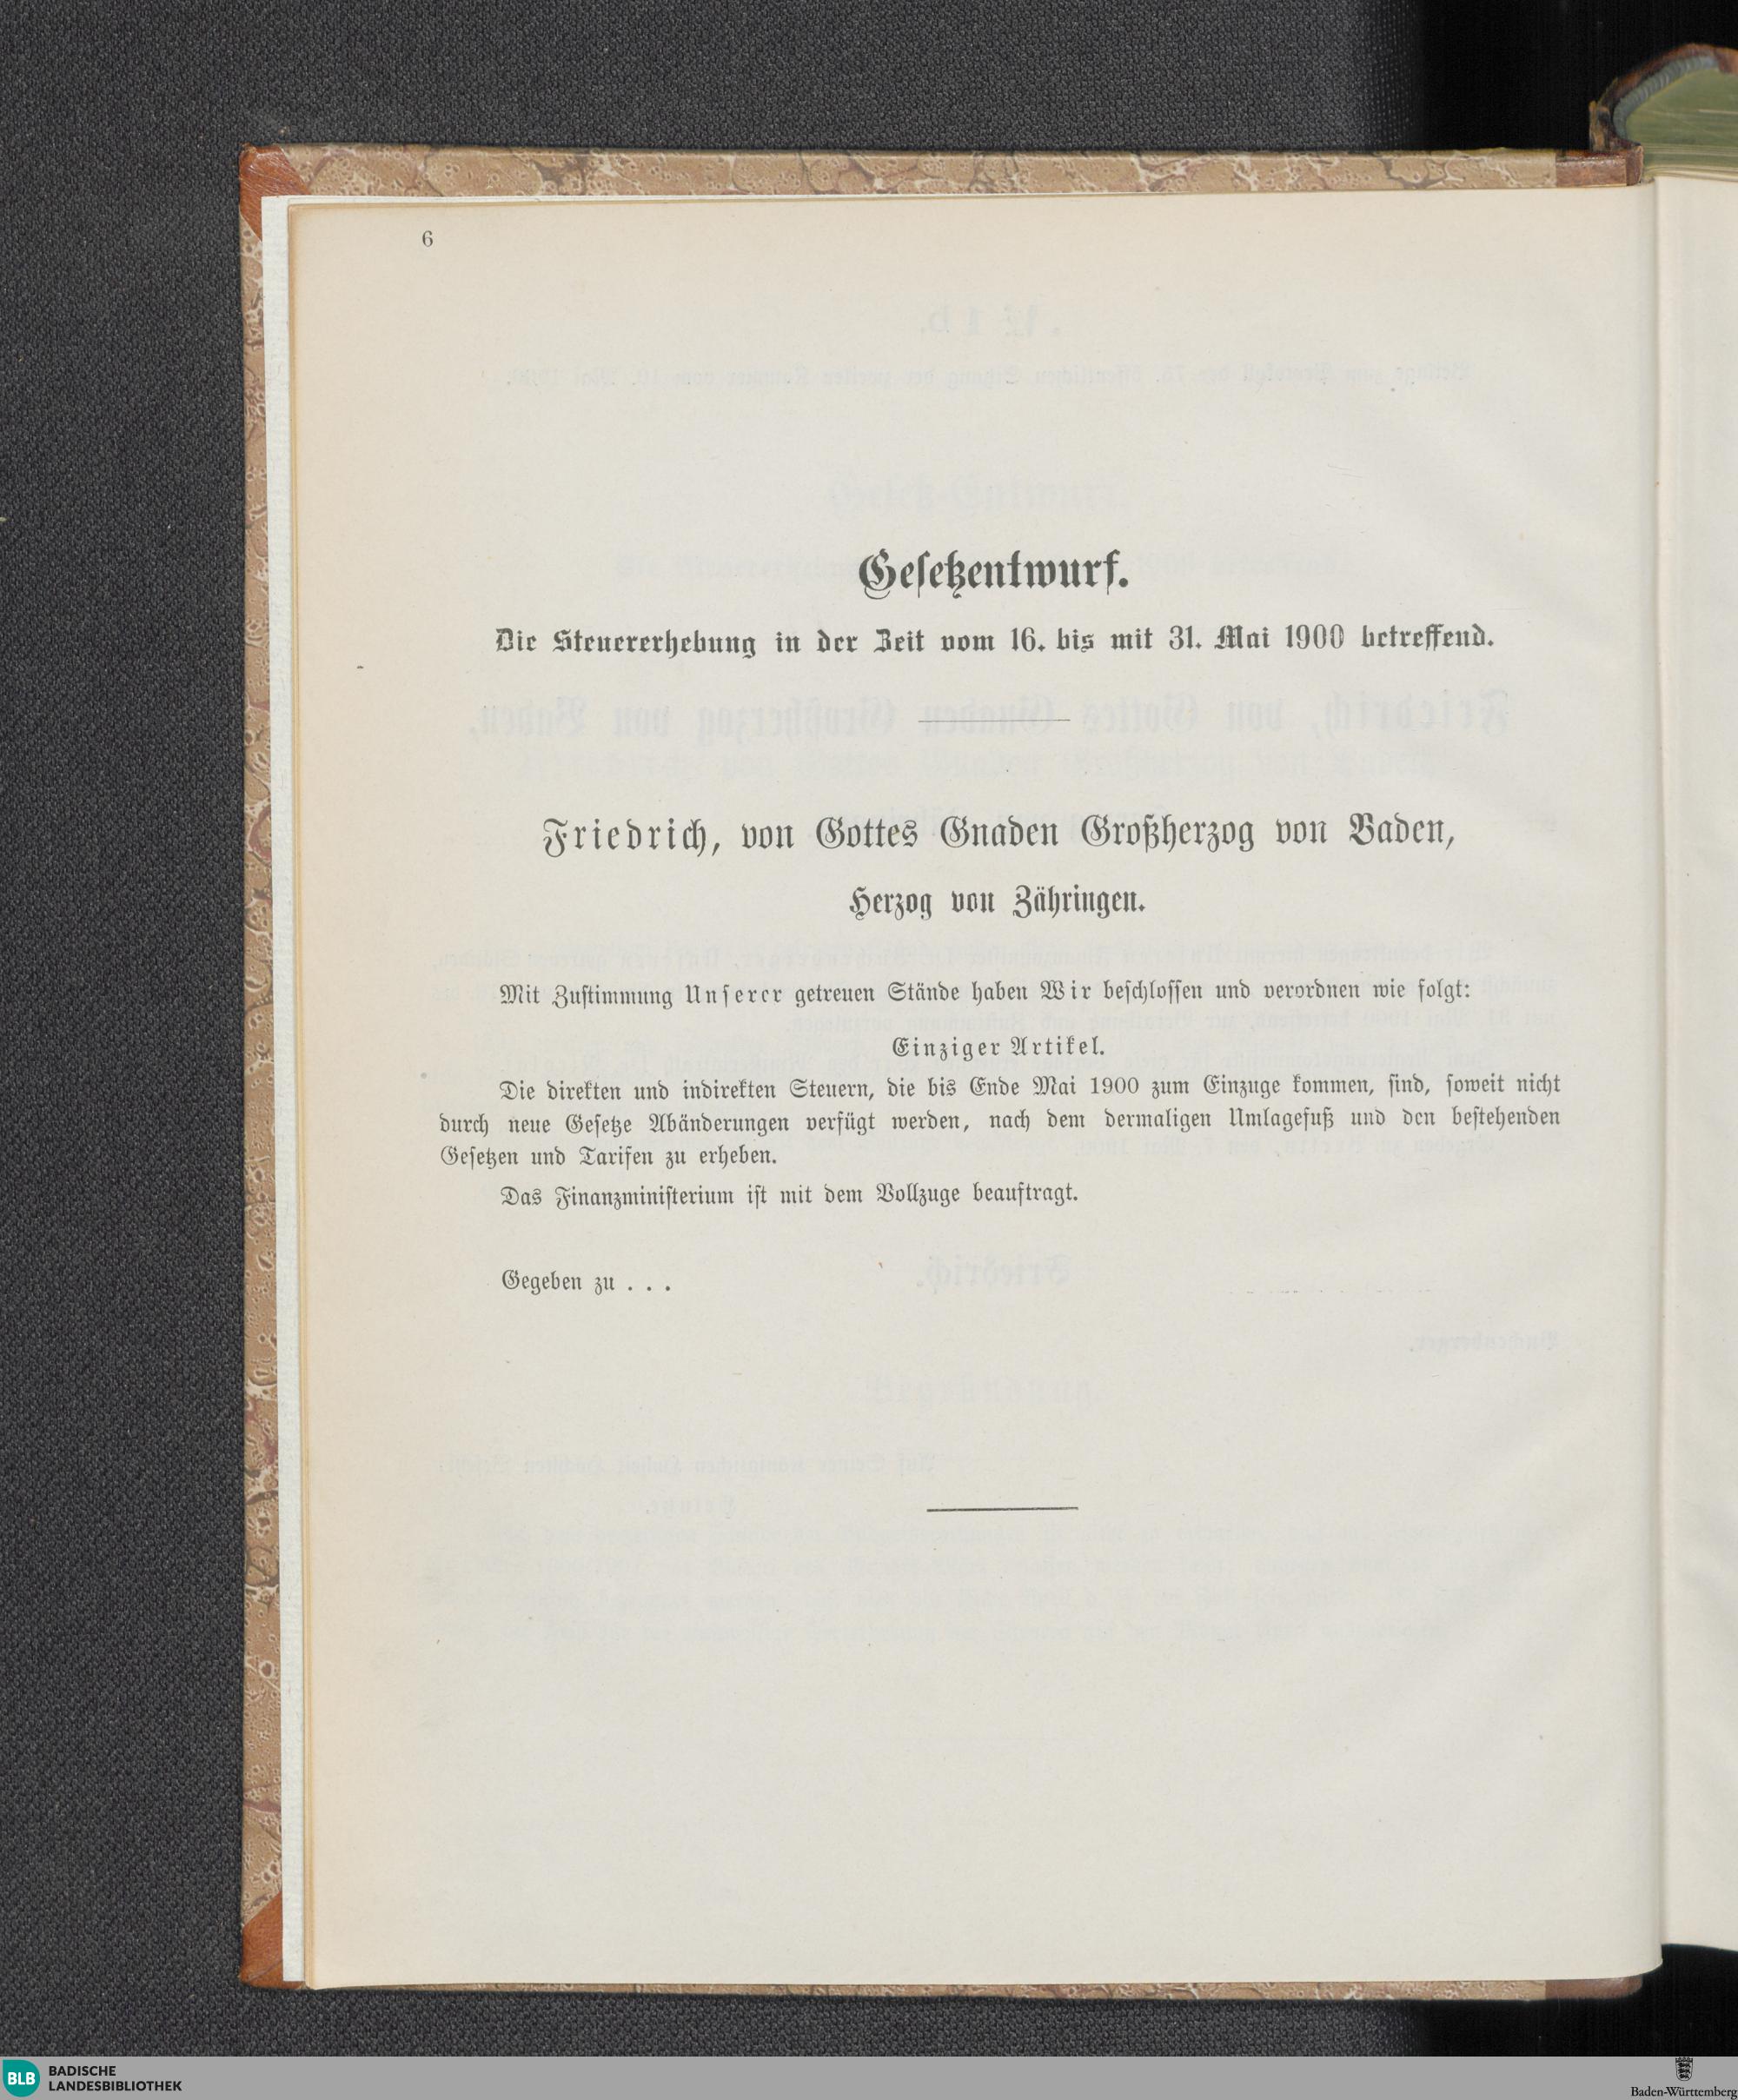 6
Gesetzentwurf.
Die Steuererhebung in der Zeit vom 16. bis mit 31. Mai 1900 betreffend.
Friedrich, von Gottes Gnaden Großherzog von Baden,
Herzog von Zähringen.
Mit Zustimmung Unserer getreuen Stände haben Wir beschlossen und verordnen wie folgt:
Einziger Artikel.
Die direkten und indirekten Steuern, die bis Ende Mai 1900 zum Einzuge kommen, sind, soweit nicht
durch neue Gesetze Abänderungen verfügt werden, nach dem dermaligen Umlagefuß und den bestehenden
Gesetzen und Tarifen zu erheben.
Das Finanzministerium ist mit dem Vollzuge beauftragt.
Gegeben zu . . .
BLB BADISCHE
LANDESBIBLIOTHEK
Baden-Württemberg